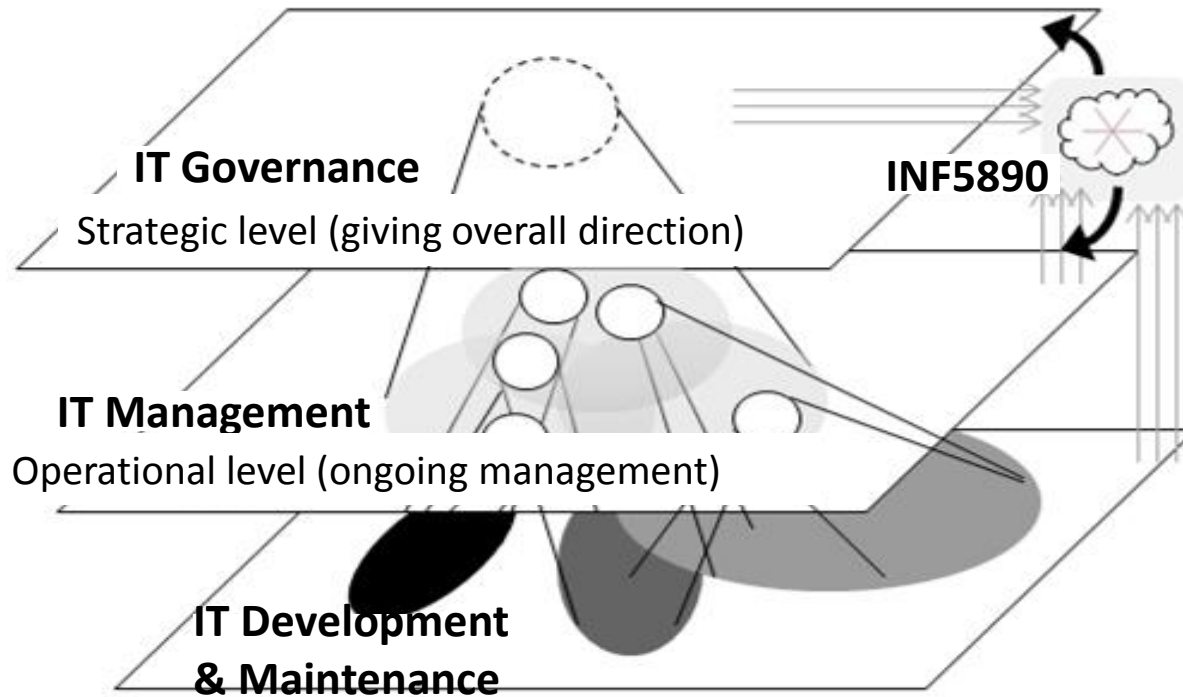 IT Governance
INF5890
Strategic level (giving overall direction)
IT Management
Operational level (ongoing management)
IT Development
& Maintenance